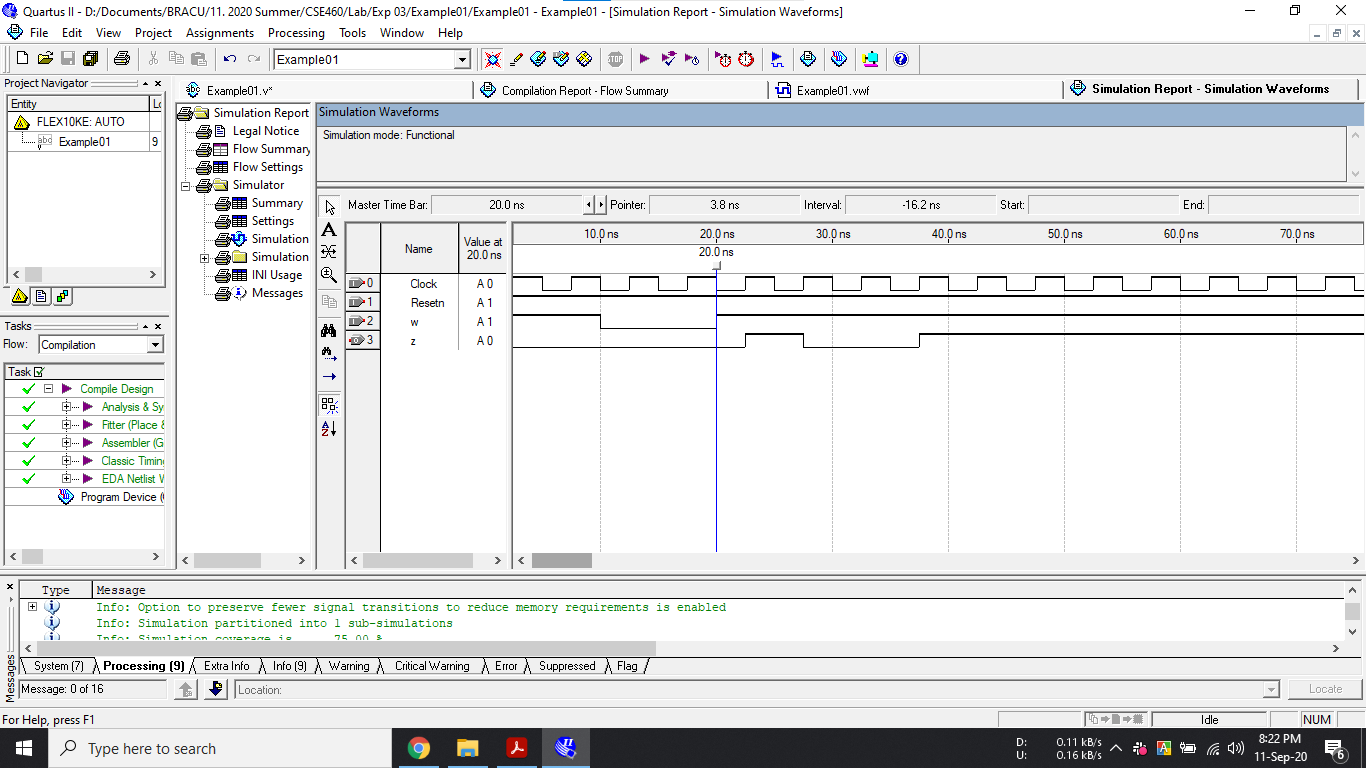 Quartus II - D:/Documents/BRACU/11. 2020 Summer/CSE460/Lab/Exp 03/Example01/Example01 - Example01 - [Simulation Report - Simulation Waveforms]
File Edit View Project Assignments Processing Tools Window Help
Example01
Project Navigator
Entity Lc
FLEX10KE: AUTO
Example01 9
Tasks
Flow: Compilation
Task
Compile Design
Analysis & Sy
Fitter (Place &
Assembler (G
Classic Timin
EDA Netlist W
Program Device (
Example01.v* Compilation Report - Flow Summary Example01.vwf Simulation Report - Simulation Waveforms
Simulation Report
Legal Notice
Flow Summary
Flow Settings
Simulator
Summary
Settings
Simulation
Simulation
INI Usage
Messages
Simulation Waveforms
Simulation mode: Functional
Master Time Bar: 20.0 ns Pointer: 3.8 ns Interval: -16.2 ns Start: End:
Name Value at 20.0 ns
10.0 ns 20.0 ns 30.0 ns 40.0 ns 50.0 ns 60.0 ns 70.0 ns
20.0 ns
0 Clock A 0
1 Resetn A 1
2 w A 1
3 z A 0
Type Message
Info: Option to preserve fewer signal transitions to reduce memory requirements is enabled
Info: Simulation partitioned into 1 sub-simulations
Info: Simulation coverage is 75.00 %
System (7) Processing (9) Extra Info Info (9) Warning Critical Warning Error Suppressed Flag
Messages
Message: 0 of 16 Location: Locate
For Help, press F1 Idle NUM
Type here to search
D: 0.11 kB/s
U: 0.16 kB/s
8:22 PM
11-Sep-20
6